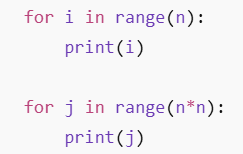 for i in range(n):
    print(i)

for j in range(n*n):
    print(j)